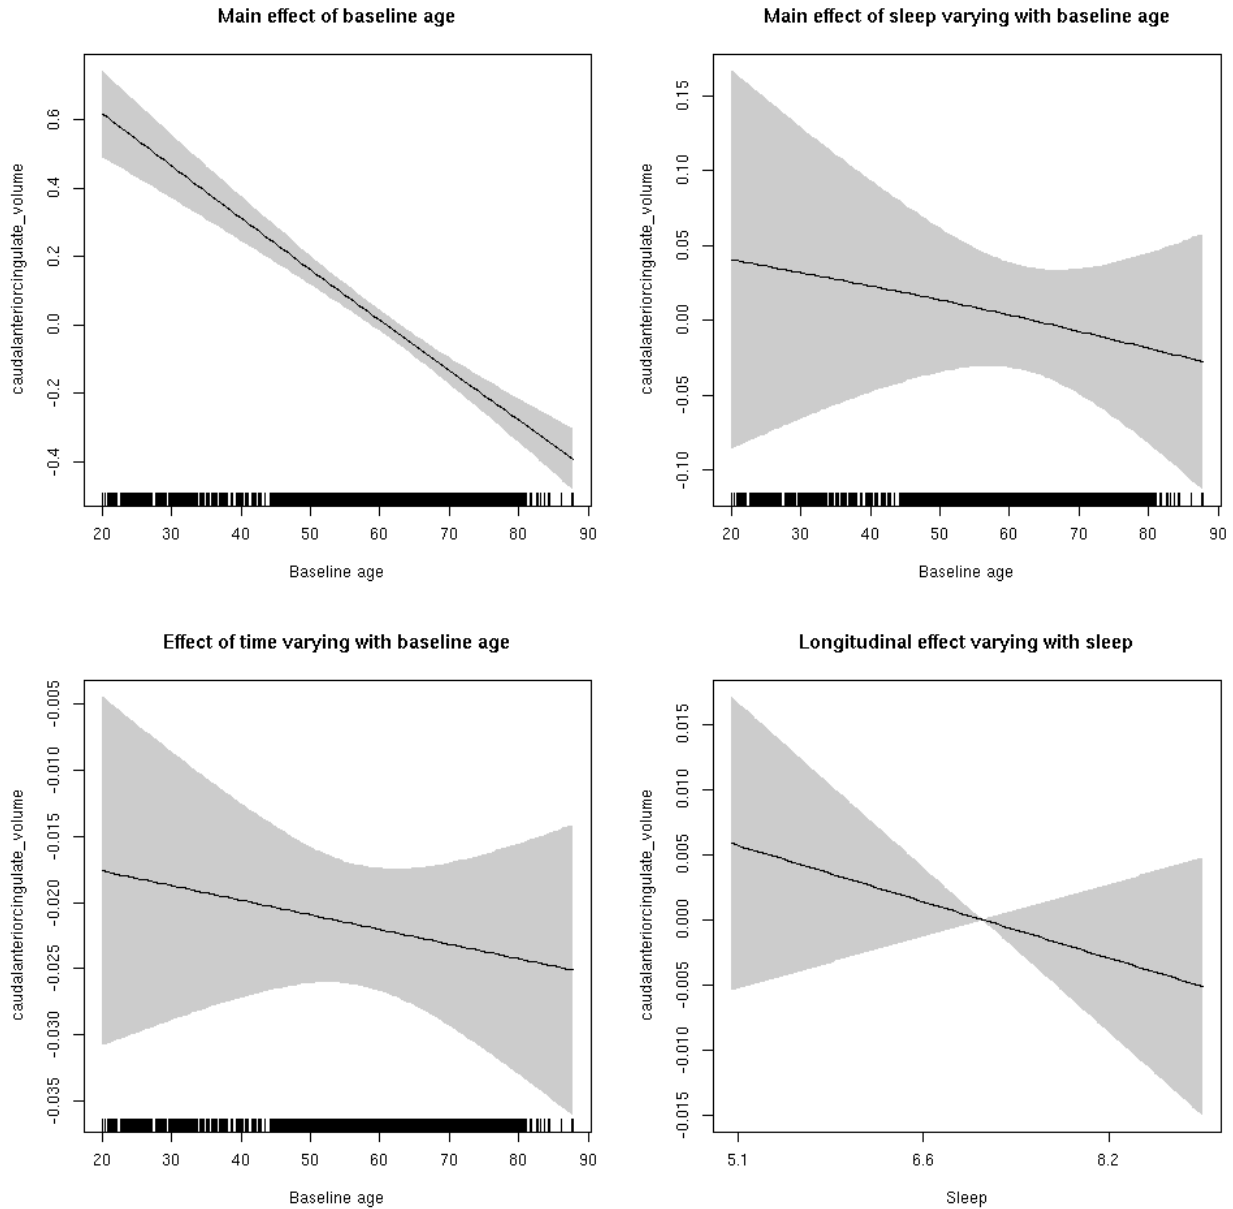 Main effect of baseline age
caudalanteriorcingulate_volume
0.6
0.4
0.2
0.0
-0.2
-0.4
20 30 40 50 60 70 80 90
Baseline age
Main effect of sleep varying with baseline age
caudalanteriorcingulate_volume
0.15
0.10
0.05
0.00
-0.05
-0.10
20 30 40 50 60 70 80 90
Baseline age
Effect of time varying with baseline age
caudalanteriorcingulate_volume
-0.005
-0.010
-0.015
-0.020
-0.025
-0.030
-0.035
20 30 40 50 60 70 80 90
Baseline age
Longitudinal effect varying with sleep
caudalanteriorcingulate_volume
0.015
0.010
0.005
0.000
-0.005
-0.010
-0.015
5.1 6.6 8.2
Sleep